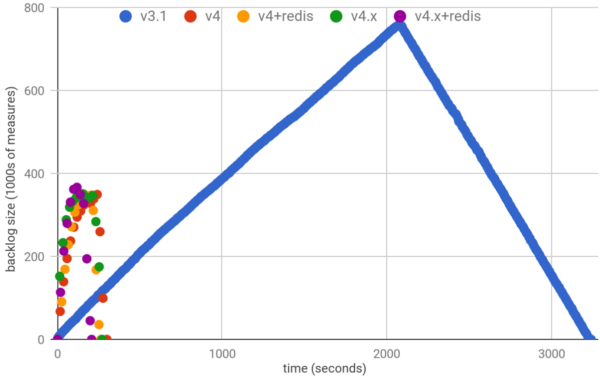 800
v3.1 v4 v4+redis v4.x v4.x+redis
600
400
200
0
backlog size (1000s of measures)
0 1000 2000 3000
time (seconds)